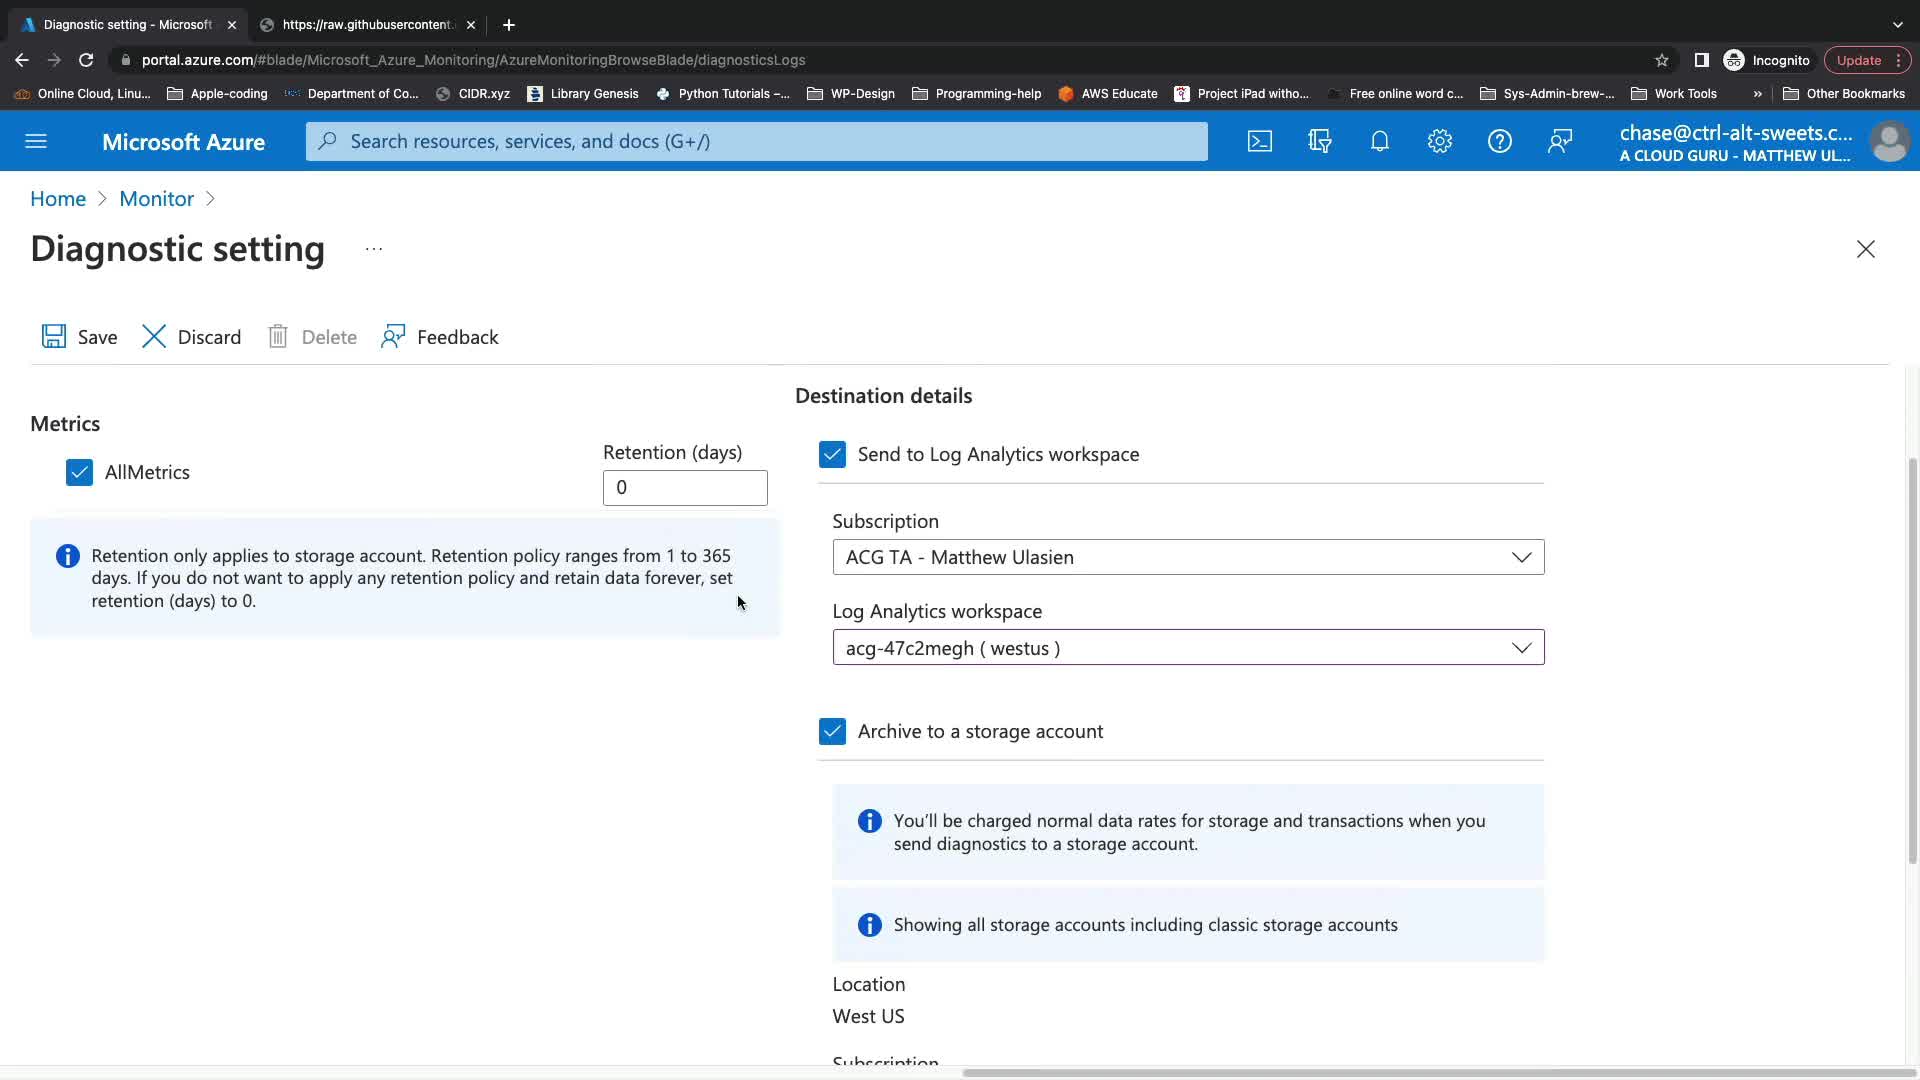 Diagnostic setting - Microsoft
https://raw.githubusercontent.
portal.azure.com/#blade/Microsoft_Azure_Monitoring/AzureMonitoringBrowseBlade/diagnosticsLogs
Incognito
Update
Online Cloud, Linu...
Apple-coding
Department of Co...
CIDR.xyz
Library Genesis
Python Tutorials –...
WP-Design
Programming-help
AWS Educate
Project iPad witho...
Free online word c...
Sys-Admin-brew-...
Work Tools
»
Other Bookmarks
Microsoft Azure
Search resources, services, and docs (G+/)
chase@ctrl-alt-sweets.c...
A CLOUD GURU - MATTHEW UL...
Home > Monitor >
Diagnostic setting ...
Save
Discard
Delete
Feedback
Metrics
AllMetrics
Retention (days)
0
Retention only applies to storage account. Retention policy ranges from 1 to 365
days. If you do not want to apply any retention policy and retain data forever, set
retention (days) to 0.
Destination details
Send to Log Analytics workspace
Subscription
ACG TA - Matthew Ulasien
Log Analytics workspace
acg-47c2megh ( westus )
Archive to a storage account
You'll be charged normal data rates for storage and transactions when you
send diagnostics to a storage account.
Showing all storage accounts including classic storage accounts
Location
West US
Subscription